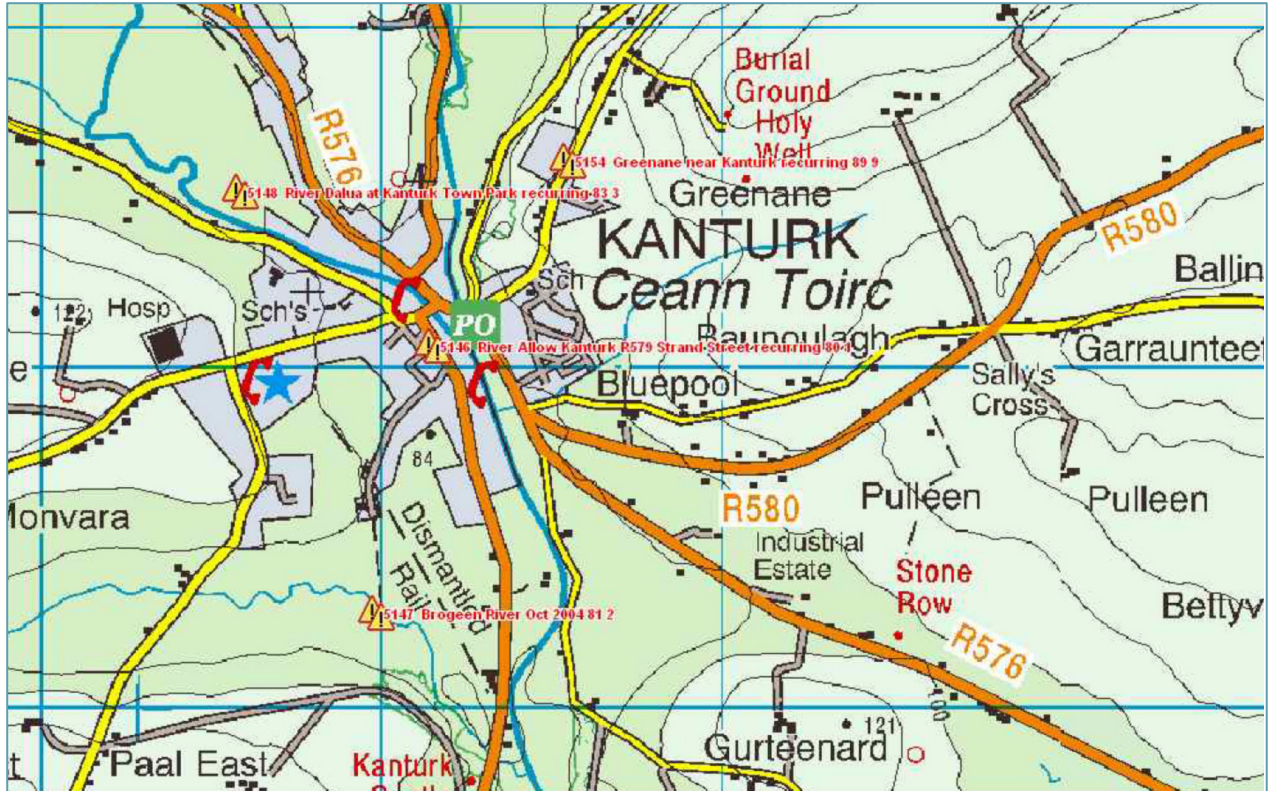 Burial
Ground
Holy
Well
R576
5154 Greenane near Kanturk recurring 89 9
5148 River Dalua at Kanturk Town Park recurring 83 3
Greenane
KANTURK
Ceann Toirc
R580
Ballin
Hosp
122
Sch's
Sch
PO
5146 River Allow Kanturk R579 Strand Street recurring 80 4
Garraunteef
e
Bluepool
Sally's
Cross
84
Pulleen
Pulleen
R580
Monvara
Dismantled
Industrial
Estate
Stone
Row
5147 Brogeen River Oct 2004 81 2
Bettyv
R576
100
121
Gurteenard
t
Paal East
Kanturk